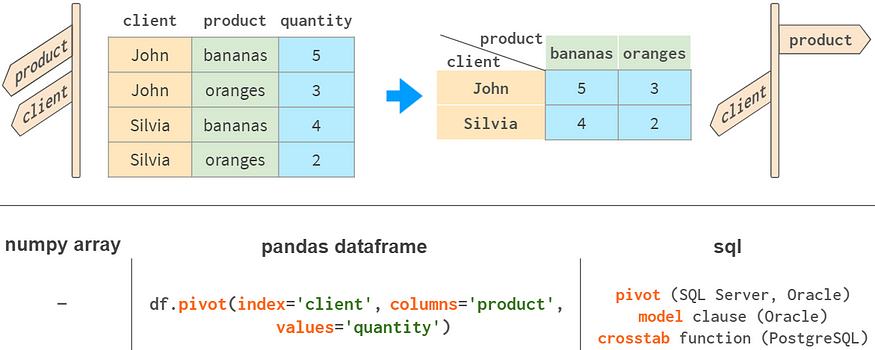 product
client
client product quantity
John bananas 5
John oranges 3
Silvia bananas 4
Silvia oranges 2
product
client
bananas oranges
John 5 3
Silvia 4 2
product
client
numpy array
pandas dataframe
sql
–
df.pivot(index='client', columns='product',
values='quantity')
pivot (SQL Server, Oracle)
model clause (Oracle)
crosstab function (PostgreSQL)